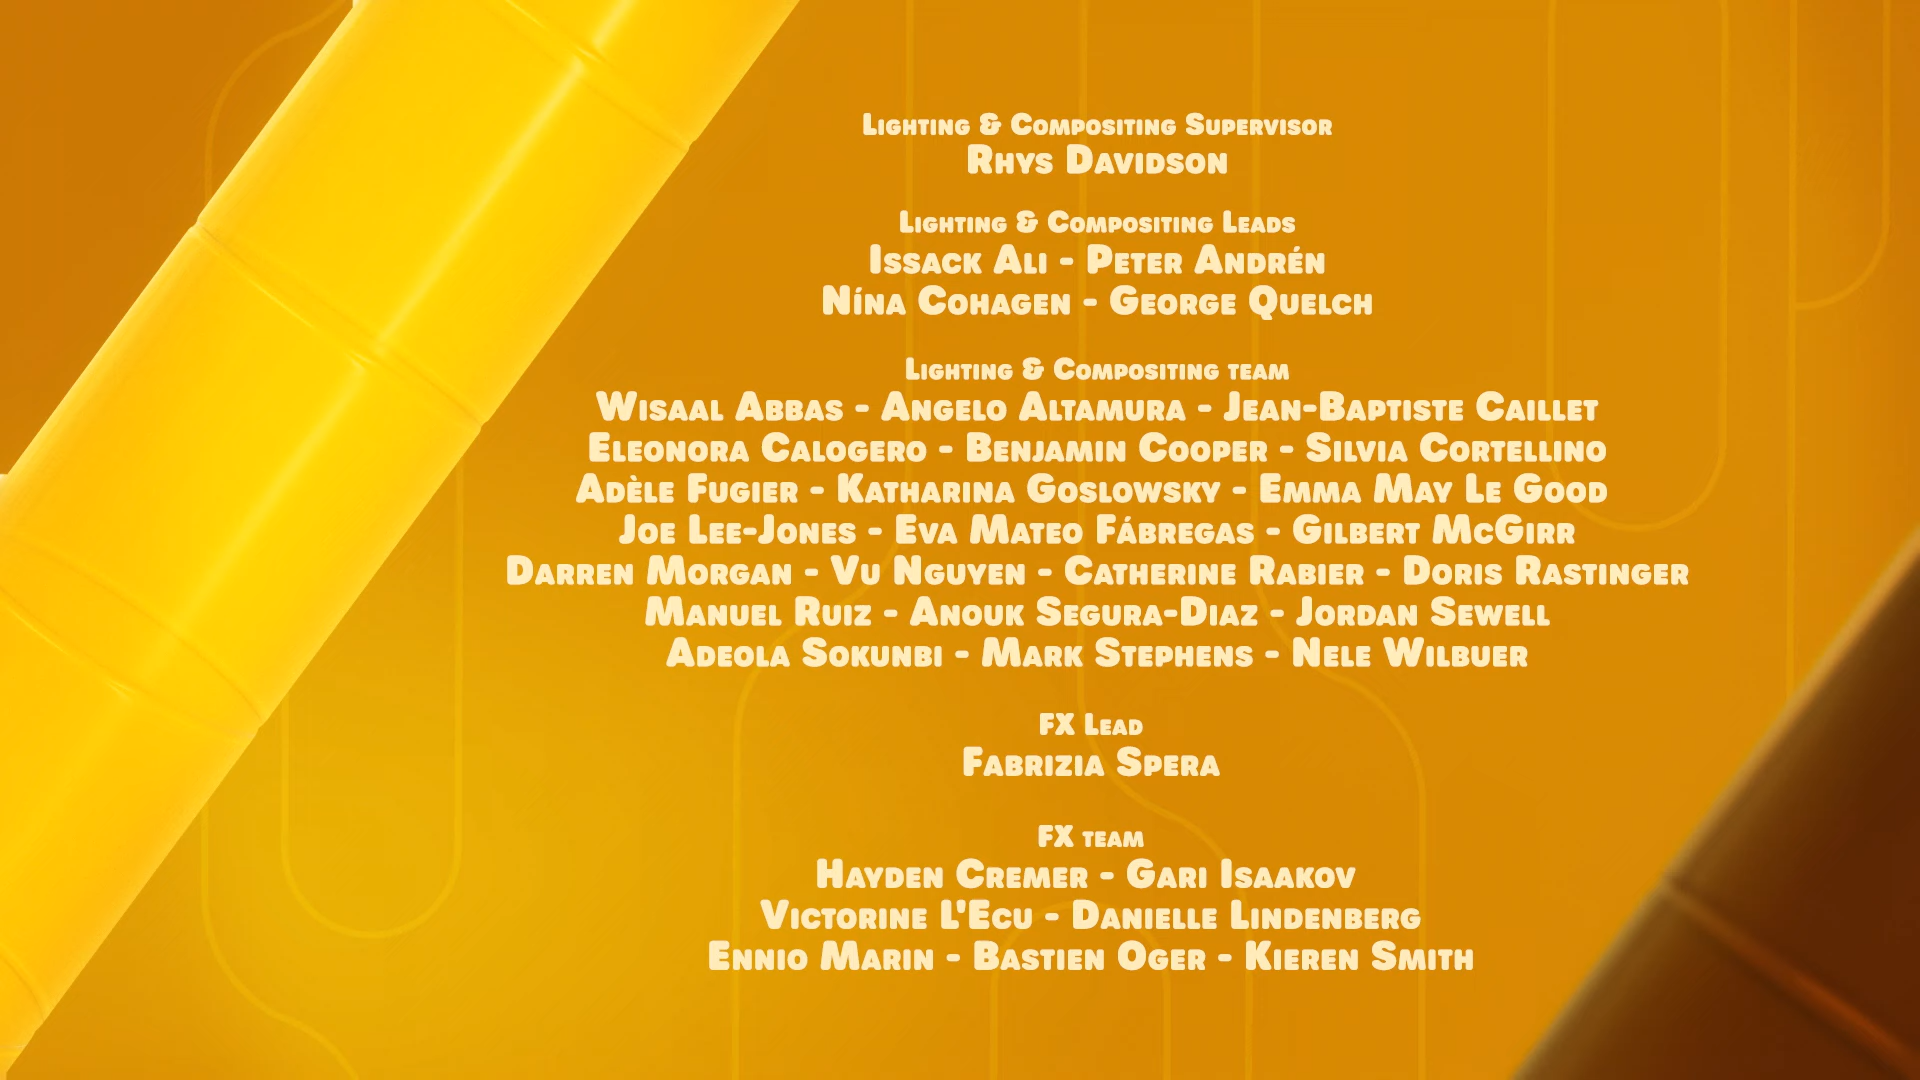 Lighting & Compositing Supervisor
Rhys Davidson
Lighting & Compositing Leads
Issack Ali - Peter Andrén
Nína Cohagen - George Quelch
Lighting & Compositing team
Wisaal Abbas - Angelo Altamura - Jean-Baptiste Caillet
Eleonora Calogero - Benjamin Cooper - Silvia Cortellino
Adèle Fugier - Katharina Goslowsky - Emma May Le Good
Joe Lee-Jones - Eva Mateo Fábregas - Gilbert McGirr
Darren Morgan - Vu Nguyen - Catherine Rabier - Doris Rastinger
Manuel Ruiz - Anouk Segura-Diaz - Jordan Sewell
Adeola Sokunbi - Mark Stephens - Nele Wilbuer
FX Lead
Fabrizia Spera
FX team
Hayden Cremer - Gari Isaakov
Victorine L'Ecu - Danielle Lindenberg
Ennio Marin - Bastien Oger - Kieren Smith